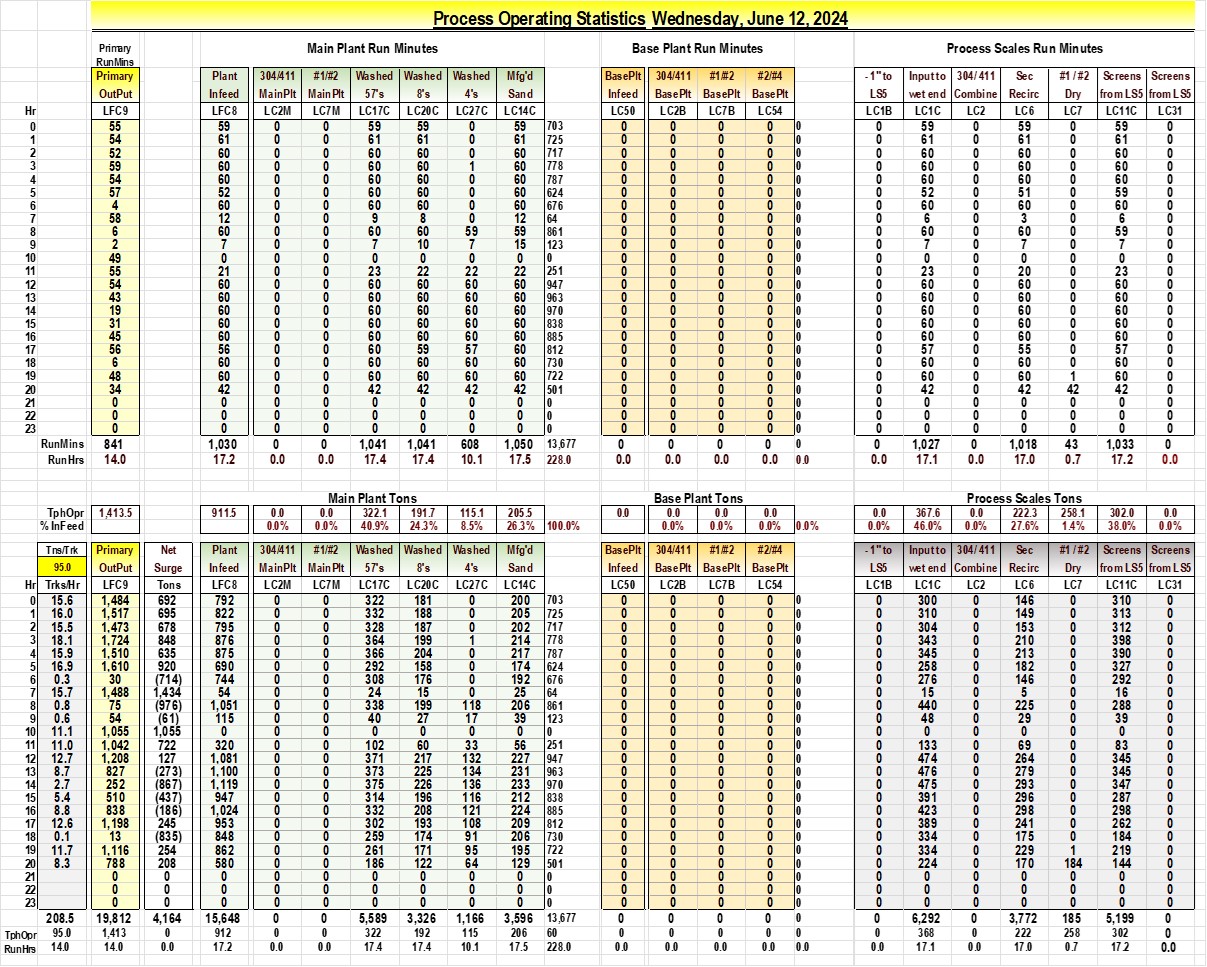 Process Operating Statistics Wednesday, June 12, 2024
Primary Main Plant Run Minutes Base Plant Run Minutes Process Scales Run Minutes
RunMins
Primary Plant 304/411 #1/#2 Washed Washed Washed Mfg'd BasePlt 304/411 #1/#2 #2/#4 - 1" to Input to 304/ 411 Sec #1 / #2 Screens Screens
OutPut Infeed MainPlt MainPlt 57's 8's 4's Sand Infeed BasePlt BasePlt BasePlt LS5 wet end Combine Recirc Dry from LS5 from LS5
Hr LFC9 LFC8 LC2M LC7M LC17C LC20C LC27C LC14C LC50 LC2B LC7B LC54 LC1B LC1C LC2 LC6 LC7 LC11C LC31
0 55 59 0 0 59 59 0 59 703 0 0 0 0 0 0 59 0 59 0 59 0
1 54 61 0 0 61 61 0 61 725 0 0 0 0 0 0 61 0 61 0 61 0
2 52 60 0 0 60 60 0 60 717 0 0 0 0 0 0 60 0 60 0 60 0
3 59 60 0 0 60 60 1 60 778 0 0 0 0 0 0 60 0 60 0 60 0
4 54 60 0 0 60 60 0 60 787 0 0 0 0 0 0 60 0 60 0 60 0
5 57 52 0 0 60 60 0 60 624 0 0 0 0 0 0 52 0 51 0 59 0
6 4 60 0 0 60 60 0 60 676 0 0 0 0 0 0 60 0 60 0 60 0
7 58 12 0 0 9 8 0 12 64 0 0 0 0 0 0 6 0 3 0 6 0
8 6 60 0 0 60 60 59 59 861 0 0 0 0 0 0 60 0 60 0 59 0
9 2 7 0 0 7 10 7 15 123 0 0 0 0 0 0 7 0 7 0 7 0
10 49 0 0 0 0 0 0 0 0 0 0 0 0 0 0 0 0 0 0 0 0
11 55 21 0 0 23 22 22 22 251 0 0 0 0 0 0 23 0 20 0 23 0
12 54 60 0 0 60 60 60 60 947 0 0 0 0 0 0 60 0 60 0 60 0
13 43 60 0 0 60 60 60 60 963 0 0 0 0 0 0 60 0 60 0 60 0
14 19 60 0 0 60 60 60 60 970 0 0 0 0 0 0 60 0 60 0 60 0
15 31 60 0 0 60 60 60 60 838 0 0 0 0 0 0 60 0 60 0 60 0
16 45 60 0 0 60 60 60 60 885 0 0 0 0 0 0 60 0 60 0 60 0
17 56 56 0 0 60 59 57 60 812 0 0 0 0 0 0 57 0 55 0 57 0
18 6 60 0 0 60 60 60 60 730 0 0 0 0 0 0 60 0 60 0 60 0
19 48 60 0 0 60 60 60 60 722 0 0 0 0 0 0 60 0 60 1 60 0
20 34 42 0 0 42 42 42 42 501 0 0 0 0 0 0 42 0 42 42 42 0
21 0 0 0 0 0 0 0 0 0 0 0 0 0 0 0 0 0 0 0 0 0
22 0 0 0 0 0 0 0 0 0 0 0 0 0 0 0 0 0 0 0 0 0
23 0 0 0 0 0 0 0 0 0 0 0 0 0 0 0 0 0 0 0 0 0
RunMins 841 1,030 0 0 1,041 1,041 608 1,050 13,677 0 0 0 0 0 0 1,027 0 1,018 43 1,033 0
RunHrs 14.0 17.2 0.0 0.0 17.4 17.4 10.1 17.5 228.0 0.0 0.0 0.0 0.0 0.0 0.0 17.1 0.0 17.0 0.7 17.2 0.0
Main Plant Tons Base Plant Tons Process Scales Tons
TphOpr 1,413.5 911.5 0.0 0.0 322.1 191.7 115.1 205.5 0.0 0.0 0.0 0.0 0.0 367.6 0.0 222.3 258.1 302.0 0.0
% InFeed 0.0% 0.0% 40.9% 24.3% 8.5% 26.3% 100.0% 0.0% 0.0% 0.0% 0.0% 0.0% 46.0% 0.0% 27.6% 1.4% 38.0% 0.0%
Tns/Trk Primary Net Plant 304/411 #1/#2 Washed Washed Washed Mfg'd BasePlt 304/411 #1/#2 #2/#4 - 1" to Input to 304/ 411 Sec #1 / #2 Screens Screens
95.0 OutPut Surge Infeed MainPlt MainPlt 57's 8's 4's Sand Infeed BasePlt BasePlt BasePlt LS5 wet end Combine Recirc Dry from LS5 from LS5
Hr Trks/Hr LFC9 Tons LFC8 LC2M LC7M LC17C LC20C LC27C LC14C LC50 LC2B LC7B LC54 LC1B LC1C LC2 LC6 LC7 LC11C LC31
0 15.6 1,484 692 792 0 0 322 181 0 200 703 0 0 0 0 0 0 300 0 146 0 310 0
1 16.0 1,517 695 822 0 0 332 188 0 205 725 0 0 0 0 0 0 310 0 149 0 313 0
2 15.5 1,473 678 795 0 0 328 187 0 202 717 0 0 0 0 0 0 304 0 153 0 312 0
3 18.1 1,724 848 876 0 0 364 199 1 214 778 0 0 0 0 0 0 343 0 210 0 398 0
4 15.9 1,510 635 875 0 0 366 204 0 217 787 0 0 0 0 0 0 345 0 213 0 390 0
5 16.9 1,610 920 690 0 0 292 158 0 174 624 0 0 0 0 0 0 258 0 182 0 327 0
6 0.3 30 (714) 744 0 0 308 176 0 192 676 0 0 0 0 0 0 276 0 146 0 292 0
7 15.7 1,488 1,434 54 0 0 24 15 0 25 64 0 0 0 0 0 0 15 0 5 0 16 0
8 0.8 75 (976) 1,051 0 0 338 199 118 206 861 0 0 0 0 0 0 440 0 225 0 288 0
9 0.6 54 (61) 115 0 0 40 27 17 39 123 0 0 0 0 0 0 48 0 29 0 39 0
10 11.1 1,055 1,055 0 0 0 0 0 0 0 0 0 0 0 0 0 0 0 0 0 0 0 0
11 11.0 1,042 722 320 0 0 102 60 33 56 251 0 0 0 0 0 0 133 0 69 0 83 0
12 12.7 1,208 127 1,081 0 0 371 217 132 227 947 0 0 0 0 0 0 474 0 264 0 345 0
13 8.7 827 (273) 1,100 0 0 373 225 134 231 963 0 0 0 0 0 0 476 0 279 0 345 0
14 2.7 252 (867) 1,119 0 0 375 226 136 233 970 0 0 0 0 0 0 475 0 293 0 347 0
15 5.4 510 (437) 947 0 0 314 196 116 212 838 0 0 0 0 0 0 391 0 296 0 287 0
16 8.8 838 (186) 1,024 0 0 332 208 121 224 885 0 0 0 0 0 0 423 0 298 0 298 0
17 12.6 1,198 245 953 0 0 302 193 108 209 812 0 0 0 0 0 0 389 0 241 0 262 0
18 0.1 13 (835) 848 0 0 259 174 91 206 730 0 0 0 0 0 0 334 0 175 0 184 0
19 11.7 1,116 254 862 0 0 261 171 95 195 722 0 0 0 0 0 0 334 0 229 1 219 0
20 8.3 788 208 580 0 0 186 122 64 129 501 0 0 0 0 0 0 224 0 170 184 144 0
21 0 0 0 0 0 0 0 0 0 0 0 0 0 0 0 0 0 0 0 0 0 0
22 0 0 0 0 0 0 0 0 0 0 0 0 0 0 0 0 0 0 0 0 0 0
23 0 0 0 0 0 0 0 0 0 0 0 0 0 0 0 0 0 0 0 0 0 0
208.5 19,812 4,164 15,648 0 0 5,589 3,326 1,166 3,596 13,677 0 0 0 0 0 0 6,292 0 3,772 185 5,199 0
TphOpr 95.0 1,413 0 912 0 0 322 192 115 206 60 0 0 0 0 0 0 368 0 222 258 302 0
RunHrs 14.0 14.0 0.0 17.2 0.0 0.0 17.4 17.4 10.1 17.5 228.0 0.0 0.0 0.0 0.0 0.0 0.0 17.1 0.0 17.0 0.7 17.2 0.0